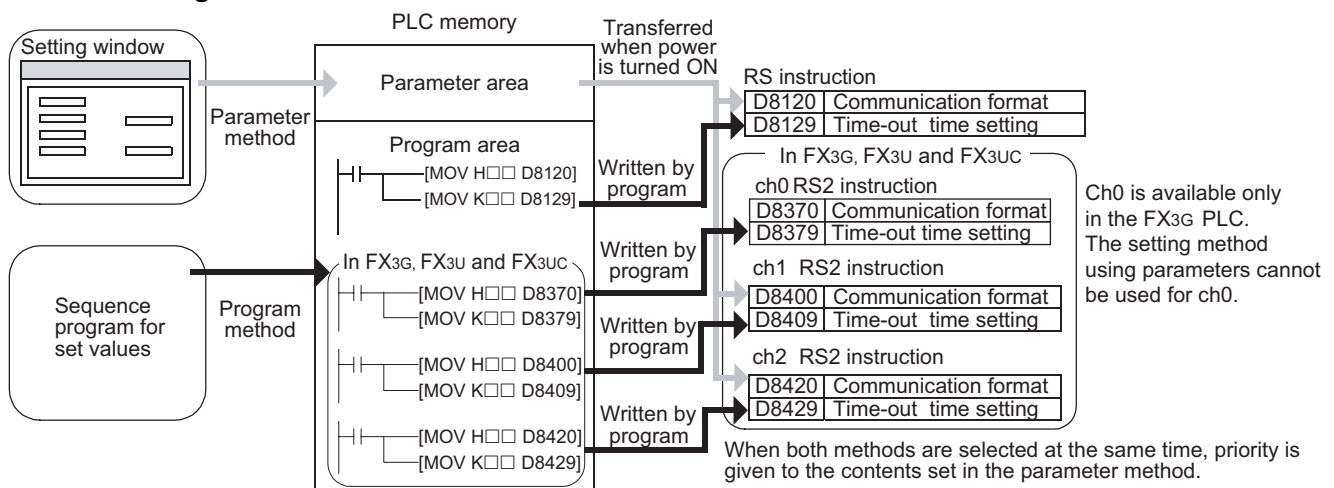 Setting window
Parameter
method
Sequence
program for
set values
Program
method
PLC memory
Parameter area
Program area
[MOV H□□ D8120]
[MOV K□□ D8129]
In FX3G, FX3U and FX3UC
[MOV H□□ D8370]
[MOV K□□ D8379]
[MOV H□□ D8400]
[MOV K□□ D8409]
[MOV H□□ D8420]
[MOV K□□ D8429]
Transferred
when power
is turned ON
Written by
program
Written by
program
Written by
program
Written by
program
RS instruction
D8120 Communication format
D8129 Time-out time setting
In FX3G, FX3U and FX3UC
ch0 RS2 instruction
D8370 Communication format
D8379 Time-out time setting
ch1 RS2 instruction
D8400 Communication format
D8409 Time-out time setting
ch2 RS2 instruction
D8420 Communication format
D8429 Time-out time setting
Ch0 is available only
in the FX3G PLC.
The setting method
using parameters cannot
be used for ch0.
When both methods are selected at the same time, priority is
given to the contents set in the parameter method.